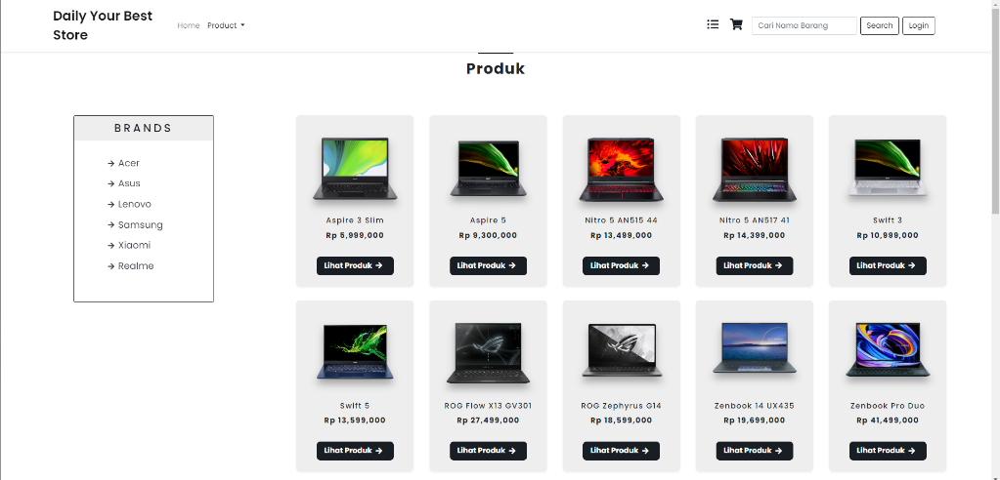 Daily Your Best
Store
Home
Product
Cari Nama Barang
Search
Login
Produk
BRANDS
Acer
Asus
Lenovo
Samsung
Xiaomi
Realme
Aspire 3 Slim
Rp 5,999,000
Lihat Produk
Aspire 5
Rp 9,300,000
Lihat Produk
Nitro 5 AN515 44
Rp 13,499,000
Lihat Produk
Nitro 5 AN517 41
Rp 14,399,000
Lihat Produk
Swift 3
Rp 10,999,000
Lihat Produk
Swift 5
Rp 13,599,000
Lihat Produk
ROG Flow X13 GV301
Rp 27,499,000
Lihat Produk
ROG Zephyrus G14
Rp 18,599,000
Lihat Produk
Zenbook 14 UX435
Rp 19,699,000
Lihat Produk
Zenbook Pro Duo
Rp 41,499,000
Lihat Produk